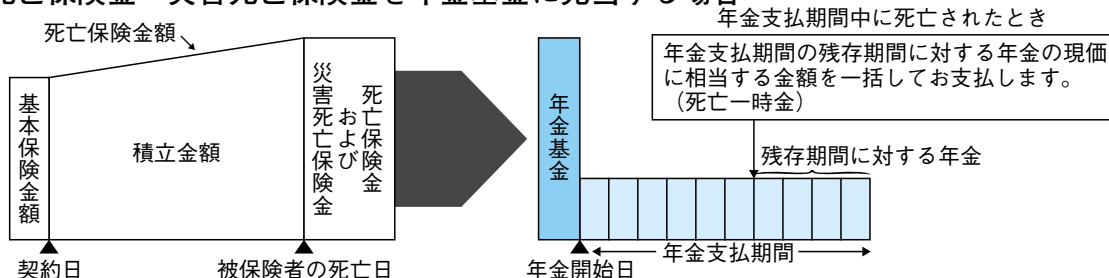 死亡保険金・災害死亡保険金を年金基金に充当する場合
死亡保険金額
基本保険金額
積立金額
死亡保険金
および
災害死亡保険金
契約日
被保険者の死亡日
年金支払期間中に死亡されたとき
年金支払期間の残存期間に対する年金の現価
に相当する金額を一括してお支払します。
（死亡一時金）
年金基金
残存期間に対する年金
年金支払期間
年金開始日